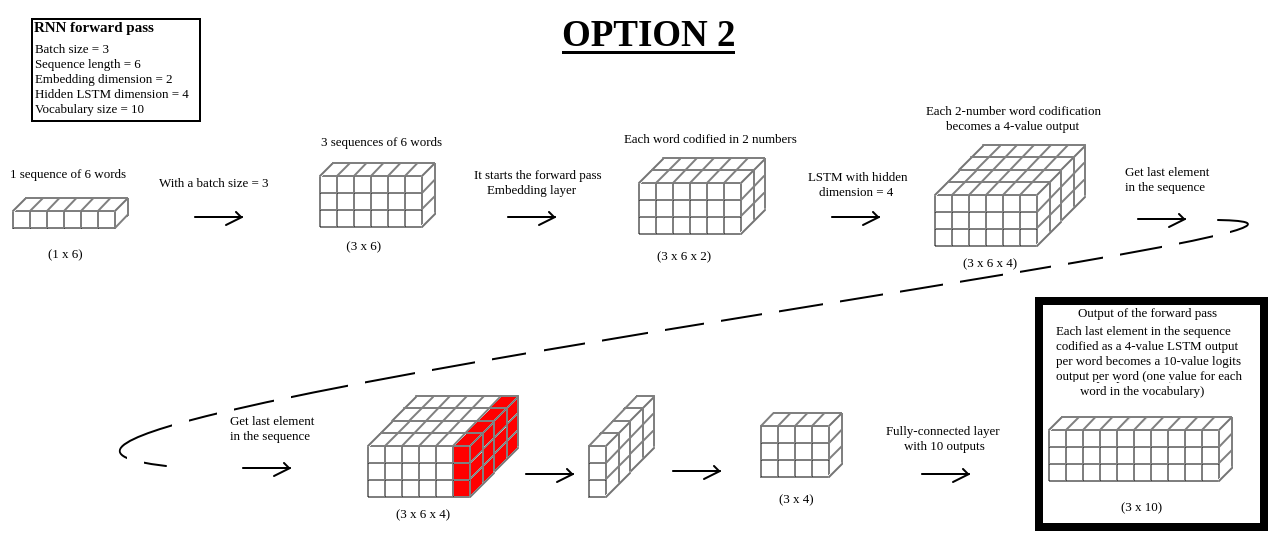 OPTION 2
RNN forward pass
Batch size = 3
Sequence length = 6
Embedding dimension = 2
Hidden LSTM dimension = 4
Vocabulary size = 10
1 sequence of 6 words
(1 x 6)
With a batch size = 3
3 sequences of 6 words
(3 x 6)
It starts the forward pass
Embedding layer
Each word codified in 2 numbers
(3 x 6 x 2)
LSTM with hidden
dimension = 4
Each 2-number word codification
becomes a 4-value output
(3 x 6 x 4)
Get last element
in the sequence
Get last element
in the sequence
(3 x 6 x 4)
(3 x 4)
Fully-connected layer
with 10 outputs
Output of the forward pass
Each last element in the sequence
codified as a 4-value LSTM output
per word becomes a 10-value logits
output per word (one value for each
word in the vocabulary)
(3 x 10)